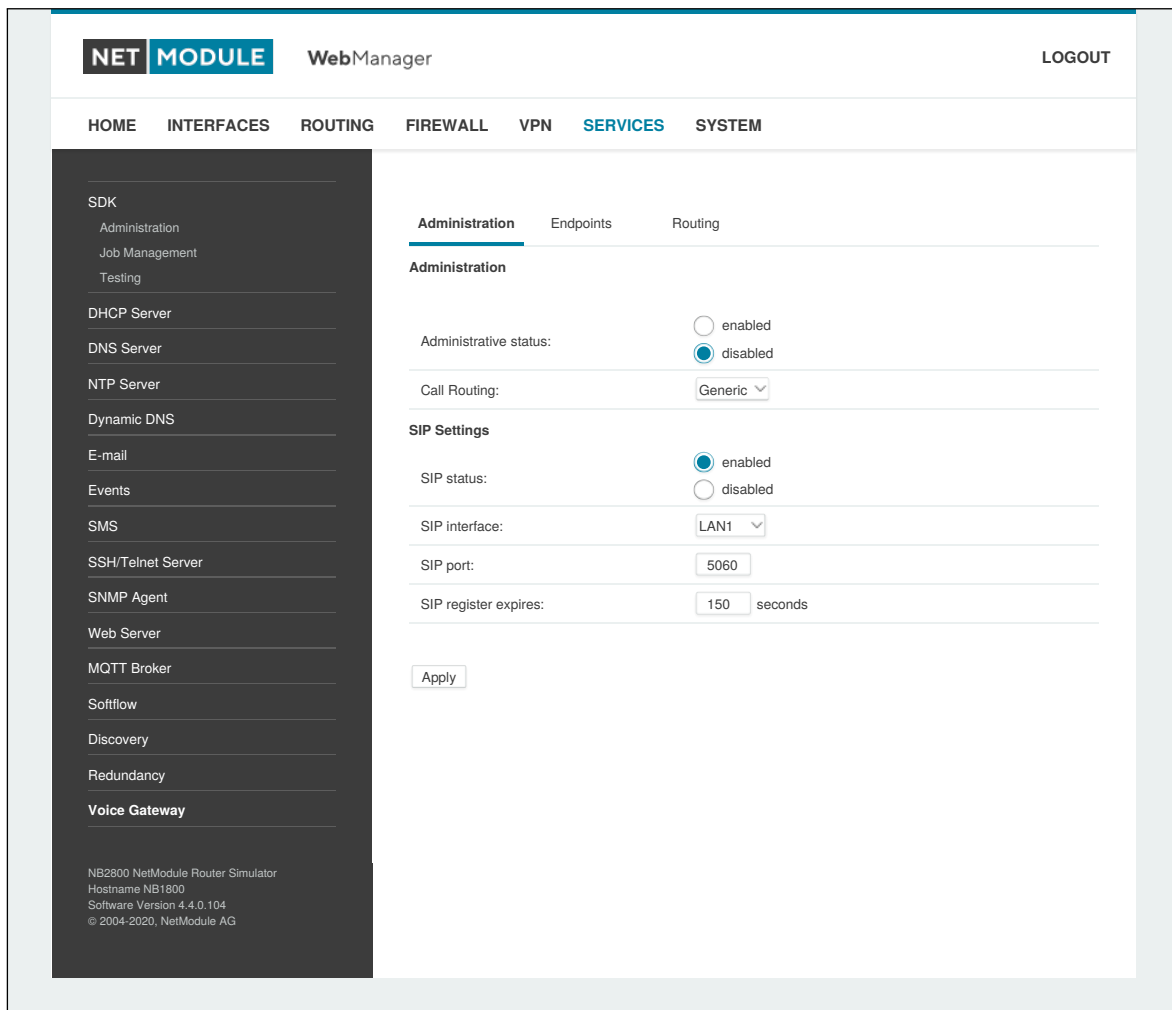 NET MODULE WebManager LOGOUT
HOME INTERFACES ROUTING FIREWALL VPN SERVICES SYSTEM
SDK
Administration
Job Management
Testing
DHCP Server
DNS Server
NTP Server
Dynamic DNS
E-mail
Events
SMS
SSH/Telnet Server
SNMP Agent
Web Server
MQTT Broker
Softflow
Discovery
Redundancy
Voice Gateway
NB2800 NetModule Router Simulator
Hostname NB1800
Software Version 4.4.0.104
© 2004-2020, NetModule AG
Administration Endpoints Routing
Administration
Administrative status:
enabled
disabled
Call Routing: Generic
SIP Settings
SIP status:
enabled
disabled
SIP interface: LAN1
SIP port: 5060
SIP register expires: 150 seconds
Apply